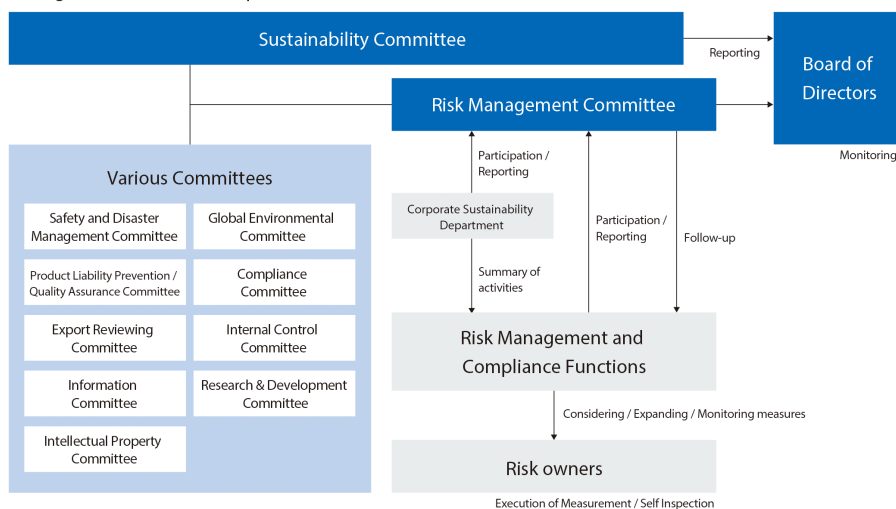 Sustainability Committee
Reporting
Board of
Directors
Risk Management Committee
Monitoring
Various Committees
Safety and Disaster
Management Committee
Global Environmental
Committee
Product Liability Prevention /
Quality Assurance Committee
Compliance
Committee
Export Reviewing
Committee
Internal Control
Committee
Information
Committee
Research & Development
Committee
Intellectual Property
Committee
Participation /
Reporting
Corporate Sustainability
Department
Summary of
activities
Participation /
Reporting
Follow-up
Risk Management and
Compliance Functions
Considering / Expanding / Monitoring measures
Risk owners
Execution of Measurement / Self Inspection